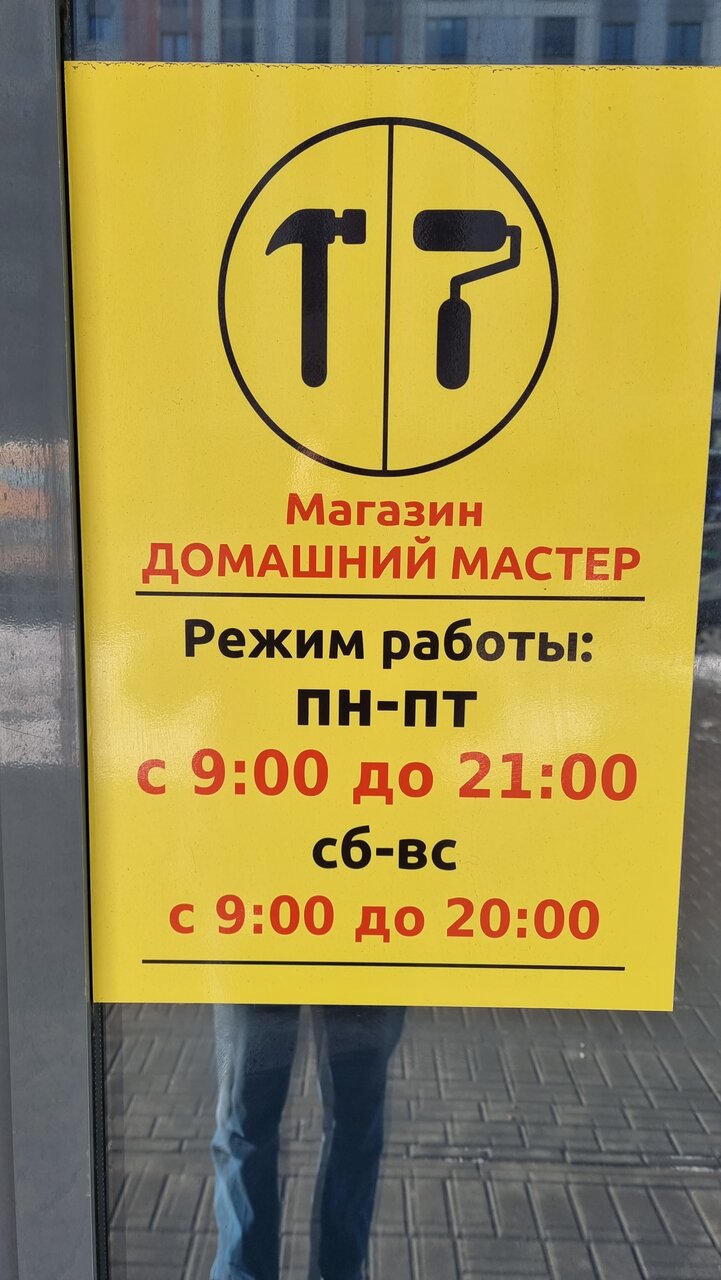 Магазин
ДОМАШНИЙ МАСТЕР
Режим работы:
пн-пт
с 9:00 до 21:00
сб-вс
с 9:00 до 20:00